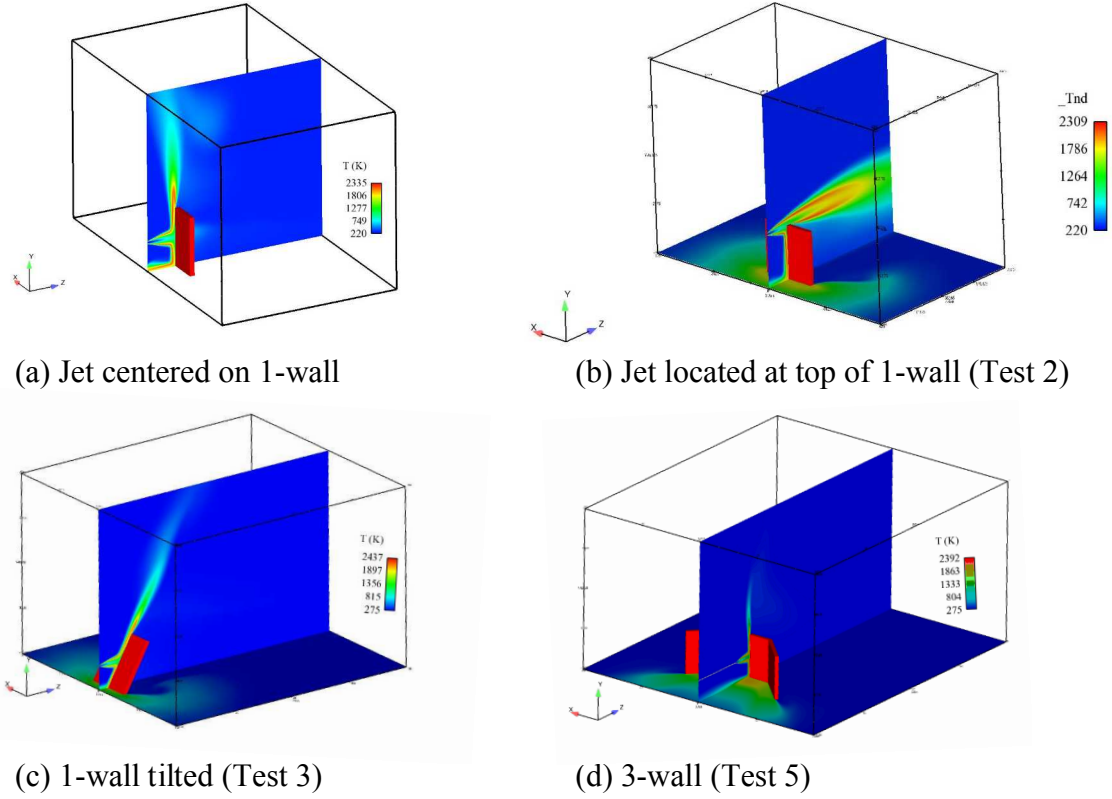 T (K)
2335
1806
1277
749
220
Y
X
Z
(a) Jet centered on 1-wall
_Tnd
2309
1786
1264
742
220
Y
X
Z
(b) Jet located at top of 1-wall (Test 2)
T (K)
2437
1897
1356
815
275
Y
X
Z
(c) 1-wall tilted (Test 3)
T (K)
2392
1863
1333
804
275
Y
X
Z
(d) 3-wall (Test 5)